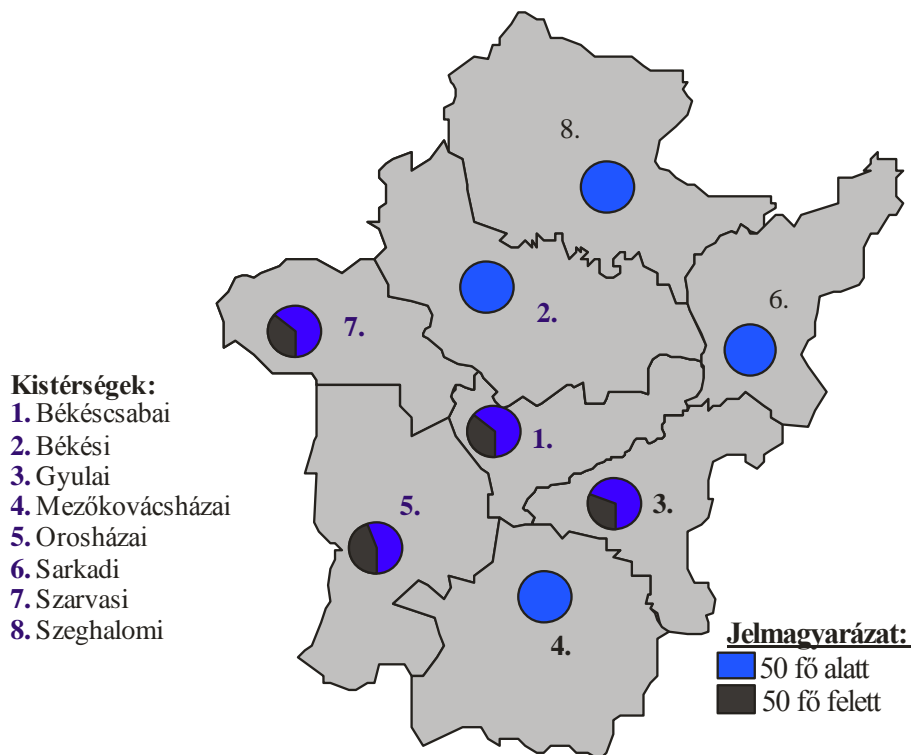 8.
6.
7.
2.
1.
3.
5.
4.
Kistérségek:
1. Békéscsabai
2. Békési
3. Gyulai
4. Mezőkovácsházai
5. Orosházai
6. Sarkadi
7. Szarvasi
8. Szeghalomi
Jelmagyarázat:
50 fő alatt
50 fő felett